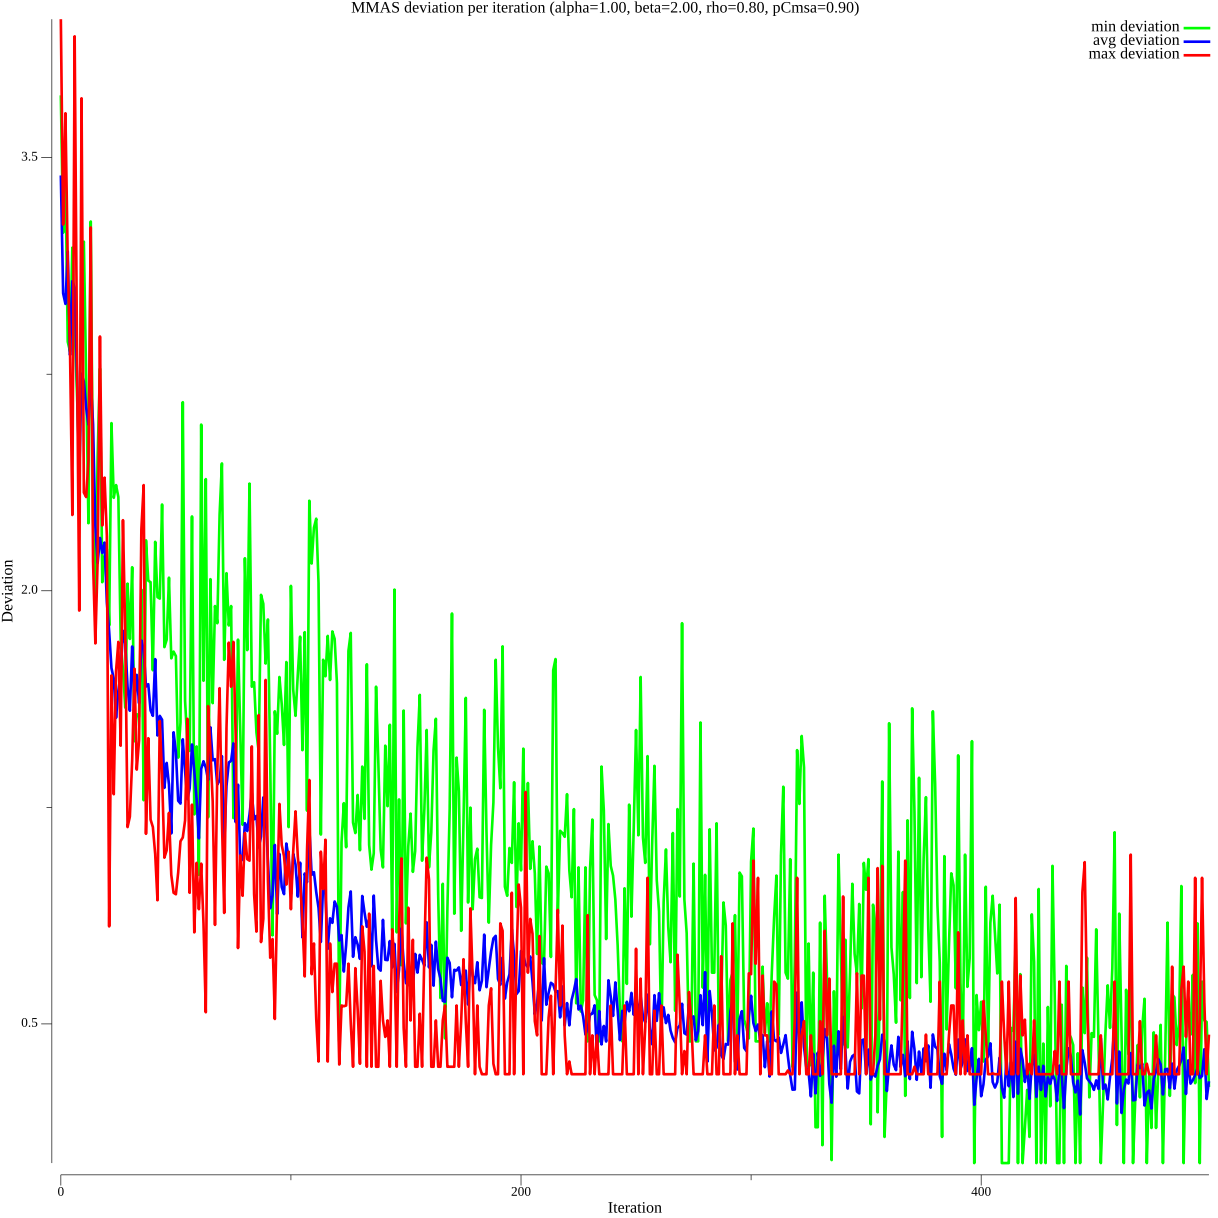 MMAS deviation per iteration (alpha=1.00, beta=2.00, rho=0.80, pCmsa=0.90)
min deviation
avg deviation
max deviation
3.5
2.0
0.5
Deviation
0
200
400
Iteration